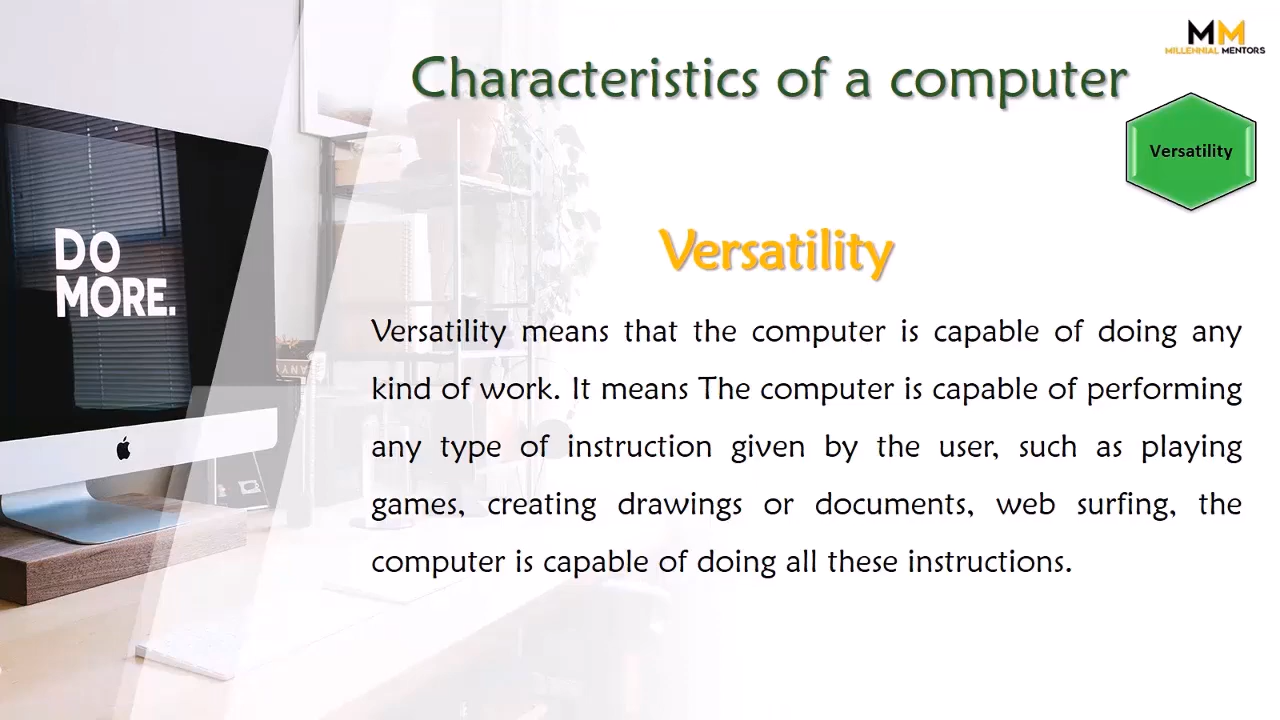 MM
MILLENNIAL MENTORS
Characteristics of a computer
Versatility
Versatility
DO
MORE.
Versatility means that the computer is capable of doing any
kind of work. It means The computer is capable of performing
any type of instruction given by the user, such as playing
games, creating drawings or documents, web surfing, the
computer is capable of doing all these instructions.